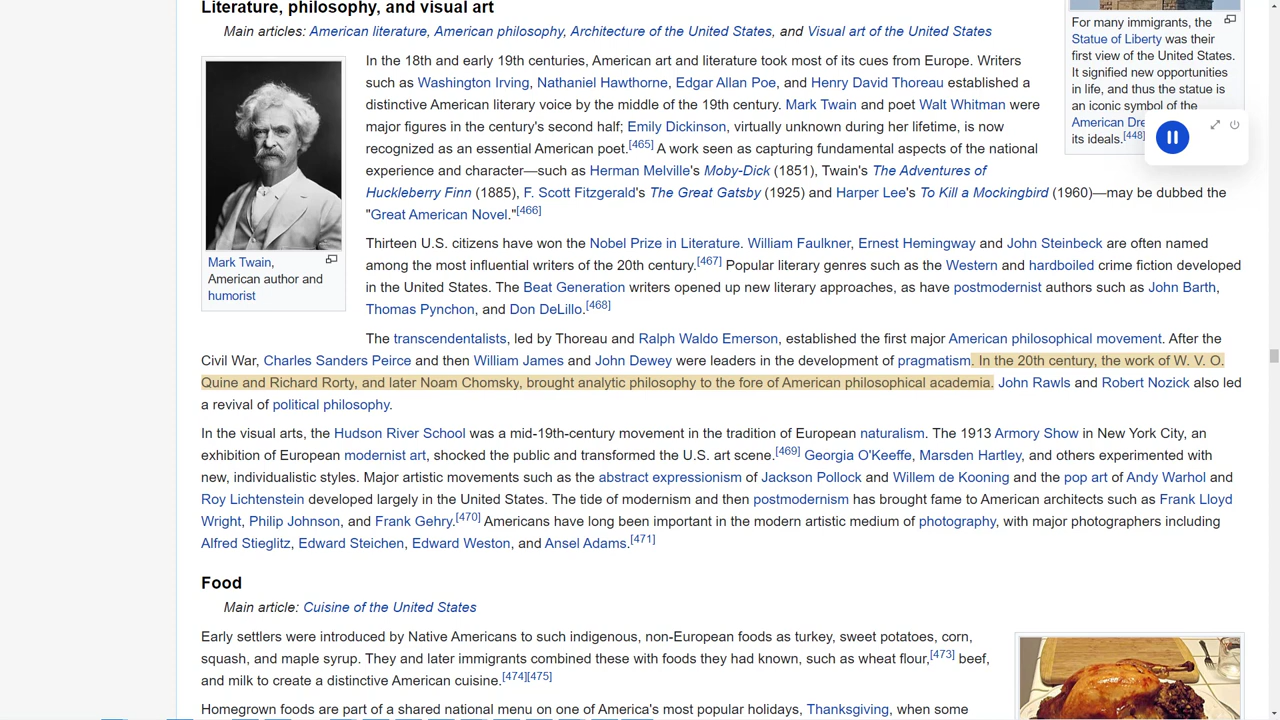 Literature, philosophy, and visual art
Main articles: American literature, American philosophy, Architecture of the United States, and Visual art of the United States
Mark Twain,
American author and
humorist
In the 18th and early 19th centuries, American art and literature took most of its cues from Europe. Writers
such as Washington Irving, Nathaniel Hawthorne, Edgar Allan Poe, and Henry David Thoreau established a
distinctive American literary voice by the middle of the 19th century. Mark Twain and poet Walt Whitman were
major figures in the century's second half; Emily Dickinson, virtually unknown during her lifetime, is now
recognized as an essential American poet.[465] A work seen as capturing fundamental aspects of the national
experience and character—such as Herman Melville's Moby-Dick (1851), Twain's The Adventures of
Huckleberry Finn (1885), F. Scott Fitzgerald's The Great Gatsby (1925) and Harper Lee's To Kill a Mockingbird (1960)—may be dubbed the
"Great American Novel."[466]
Thirteen U.S. citizens have won the Nobel Prize in Literature. William Faulkner, Ernest Hemingway and John Steinbeck are often named
among the most influential writers of the 20th century.[467] Popular literary genres such as the Western and hardboiled crime fiction developed
in the United States. The Beat Generation writers opened up new literary approaches, as have postmodernist authors such as John Barth,
Thomas Pynchon, and Don DeLillo.[468]
The transcendentalists, led by Thoreau and Ralph Waldo Emerson, established the first major American philosophical movement. After the
Civil War, Charles Sanders Peirce and then William James and John Dewey were leaders in the development of pragmatism. In the 20th century, the work of W. V. O.
Quine and Richard Rorty, and later Noam Chomsky, brought analytic philosophy to the fore of American philosophical academia. John Rawls and Robert Nozick also led
a revival of political philosophy.
In the visual arts, the Hudson River School was a mid-19th-century movement in the tradition of European naturalism. The 1913 Armory Show in New York City, an
exhibition of European modernist art, shocked the public and transformed the U.S. art scene.[469] Georgia O'Keeffe, Marsden Hartley, and others experimented with
new, individualistic styles. Major artistic movements such as the abstract expressionism of Jackson Pollock and Willem de Kooning and the pop art of Andy Warhol and
Roy Lichtenstein developed largely in the United States. The tide of modernism and then postmodernism has brought fame to American architects such as Frank Lloyd
Wright, Philip Johnson, and Frank Gehry.[470] Americans have long been important in the modern artistic medium of photography, with major photographers including
Alfred Stieglitz, Edward Steichen, Edward Weston, and Ansel Adams.[471]
For many immigrants, the
Statue of Liberty was their
first view of the United States.
It signified new opportunities
in life, and thus the statue is
an iconic symbol of the
American Dre
its ideals.[448]
Food
Main article: Cuisine of the United States
Early settlers were introduced by Native Americans to such indigenous, non-European foods as turkey, sweet potatoes, corn,
squash, and maple syrup. They and later immigrants combined these with foods they had known, such as wheat flour,[473] beef,
and milk to create a distinctive American cuisine.[474][475]
Homegrown foods are part of a shared national menu on one of America's most popular holidays, Thanksgiving, when some